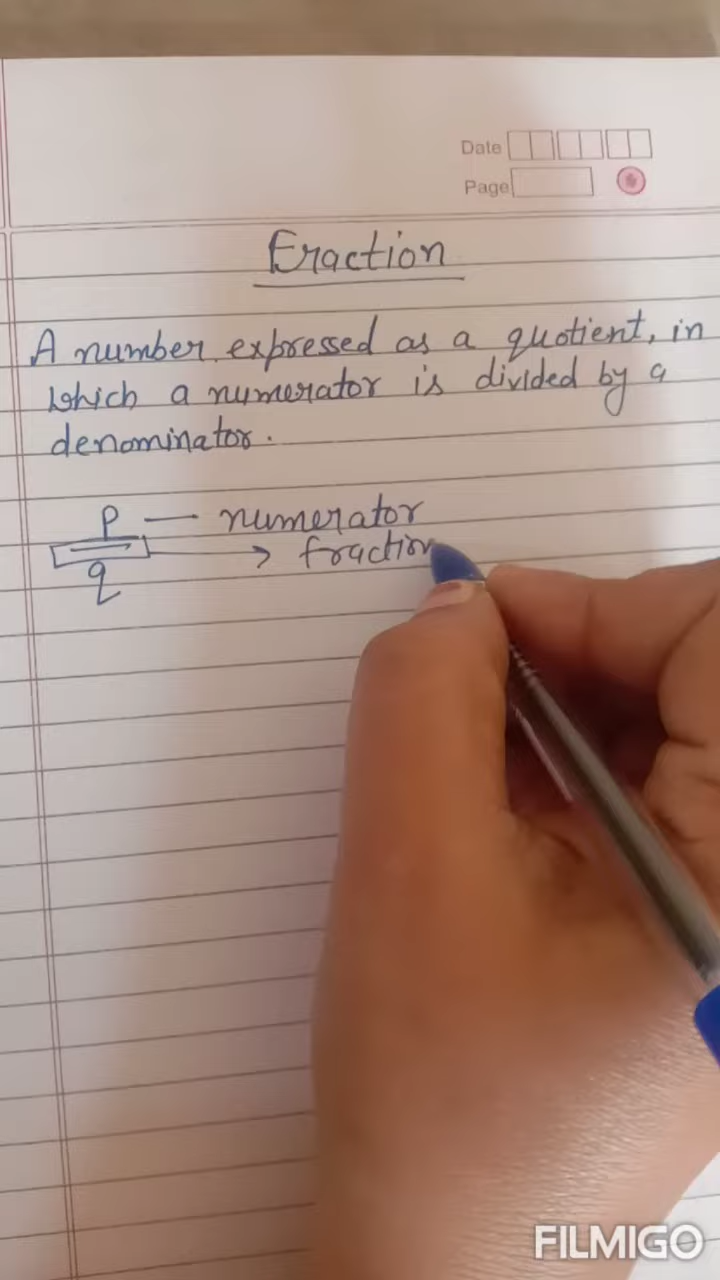 Date
Page
Fraction
A number expressed as a quotient, in
which a numerator is divided by a
denominator.
p — numerator
→ fraction
q
FILMIGO